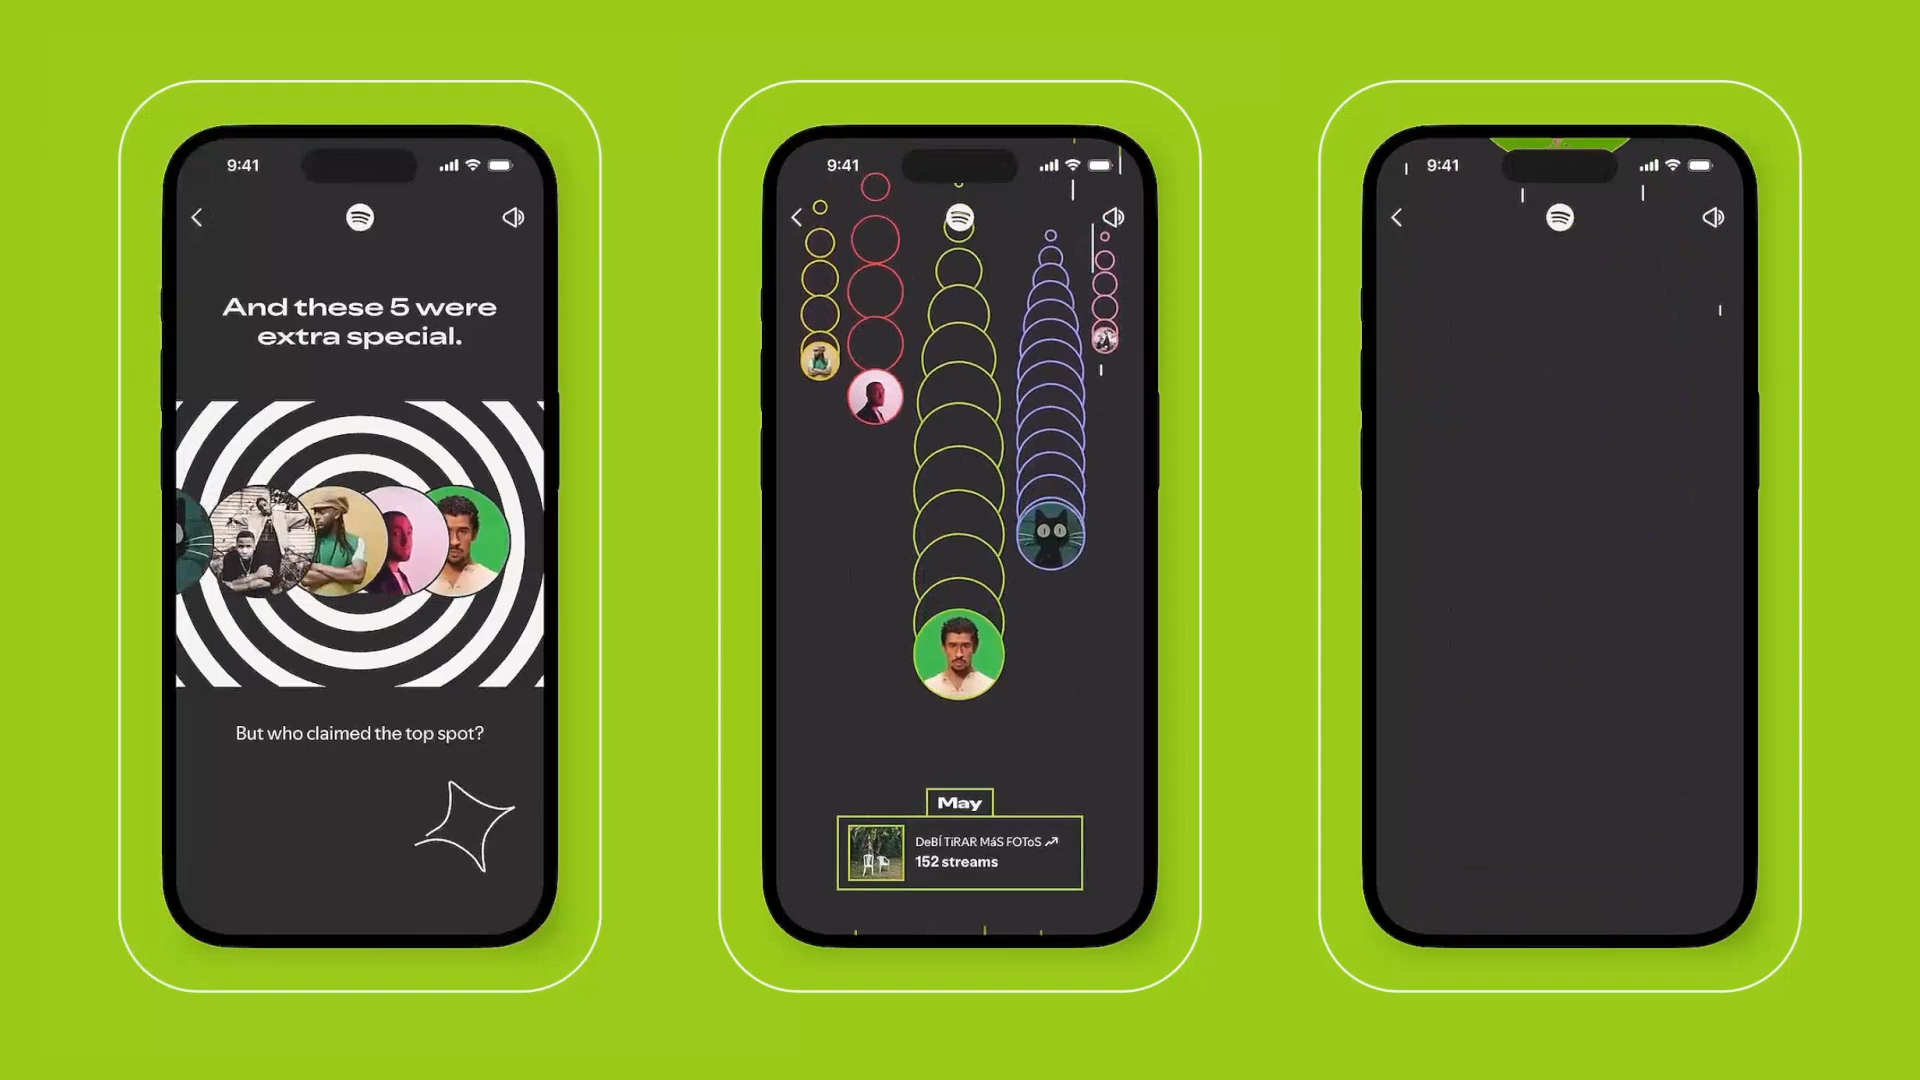 9:41
And these 5 were
extra special.
But who claimed the top spot?
9:41
May
DeBÍ TiRAR MáS FOToS
152 streams
9:41